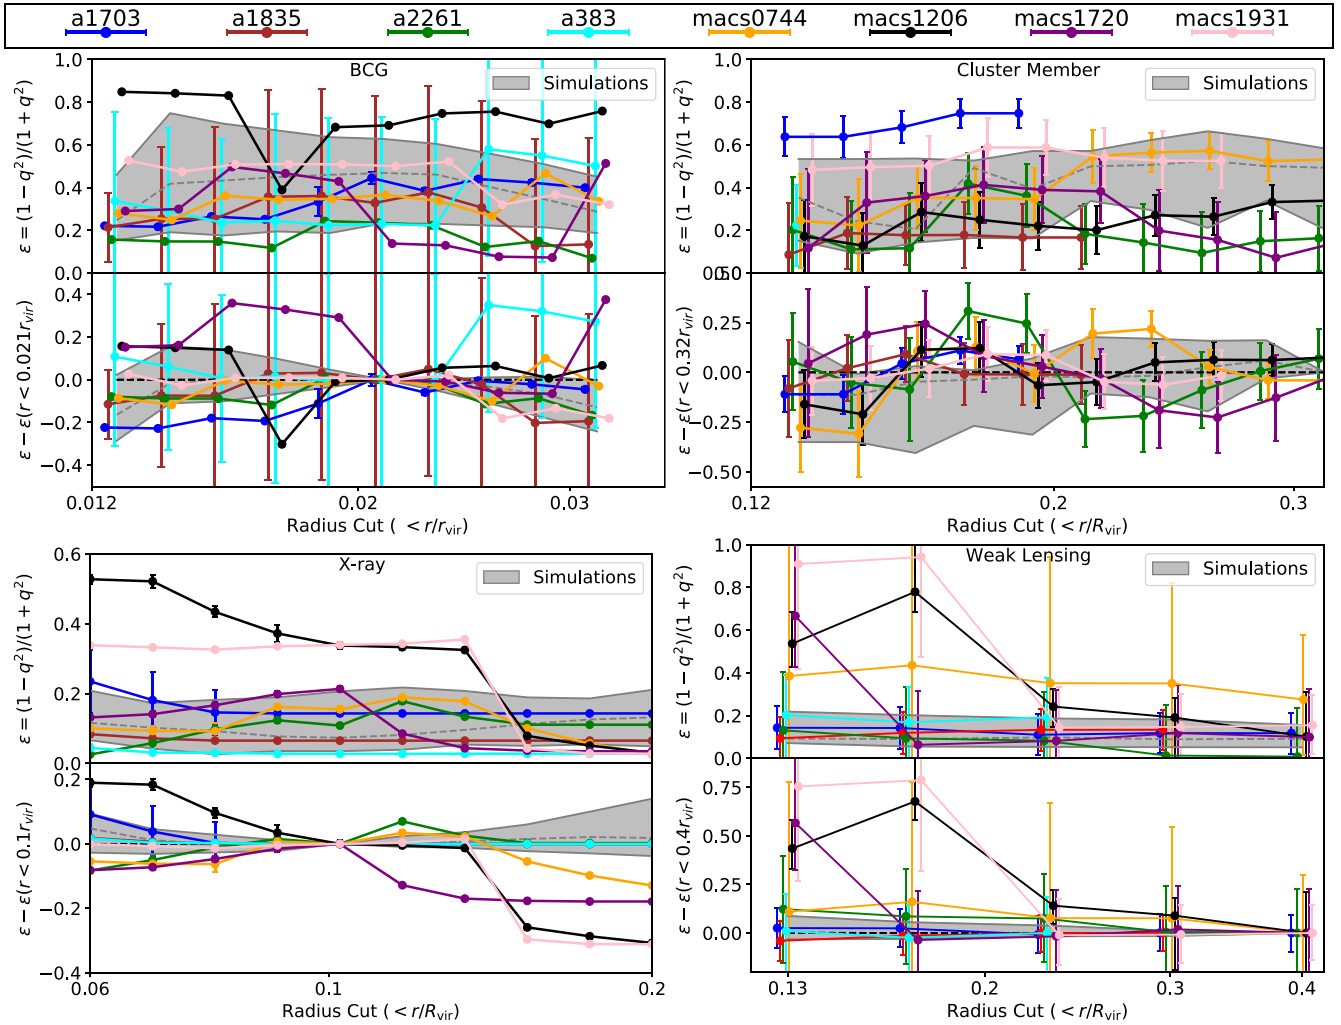 a1703 a1835 a2261 a383 macs0744 macs1206 macs1720 macs1931
BCG
Simulations
ε = (1 − q²)/(1 + q²)
1.0
0.8
0.6
0.4
0.2
0.0
ε − ε(r < 0.021r_vir)
0.4
0.2
0.0
−0.2
−0.4
0.012 0.02 0.03
Radius Cut ( < r/r_vir)
Cluster Member
Simulations
ε = (1 − q²)/(1 + q²)
1.0
0.8
0.6
0.4
0.2
ε − ε(r < 0.32r_vir)
0.25
0.00
−0.25
−0.50
0.12 0.2 0.3
Radius Cut (< r/R_vir)
X-ray
Simulations
ε = (1 − q²)/(1 + q²)
0.6
0.4
0.2
0.0
ε − ε(r < 0.1r_vir)
0.2
0.0
−0.2
−0.4
0.06 0.1 0.2
Radius Cut ( < r/R_vir)
Weak Lensing
Simulations
ε = (1 − q²)/(1 + q²)
1.0
0.8
0.6
0.4
0.2
0.0
ε − ε(r < 0.4r_vir)
0.75
0.50
0.25
0.00
0.13 0.2 0.3 0.4
Radius Cut (< r/R_vir)